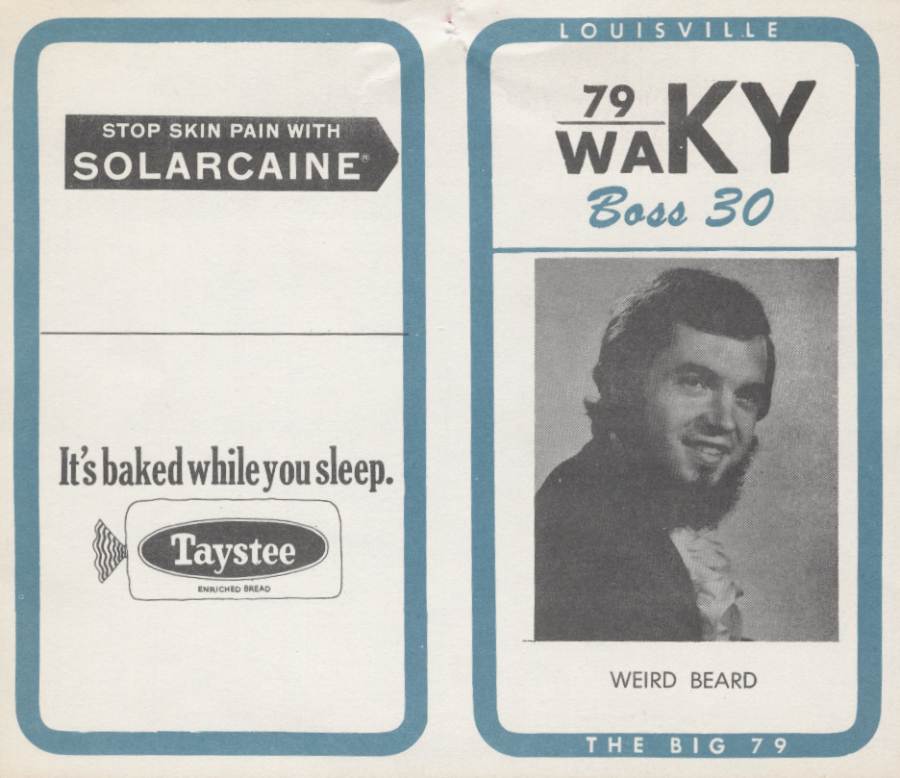 STOP SKIN PAIN WITH
SOLARCAINE®
It's baked while you sleep.
Taystee
ENRICHED BREAD
LOUISVILLE
79
WAKY
Boss 30
WEIRD BEARD
THE BIG 79